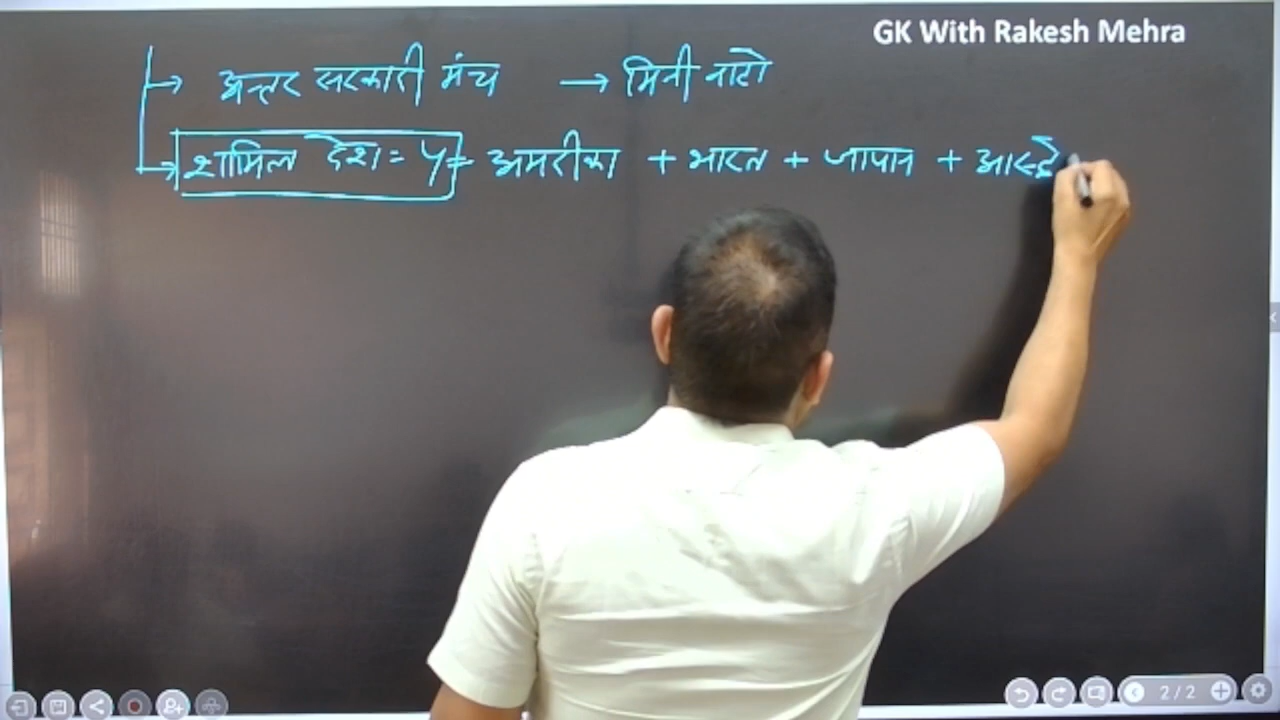 GK With Rakesh Mehra
→ अन्तर सरकारी मंच → मिनी नाटो
→ शामिल देश = 4 = अमरीका + भारत + जापान + आस्ट्रे
2/2